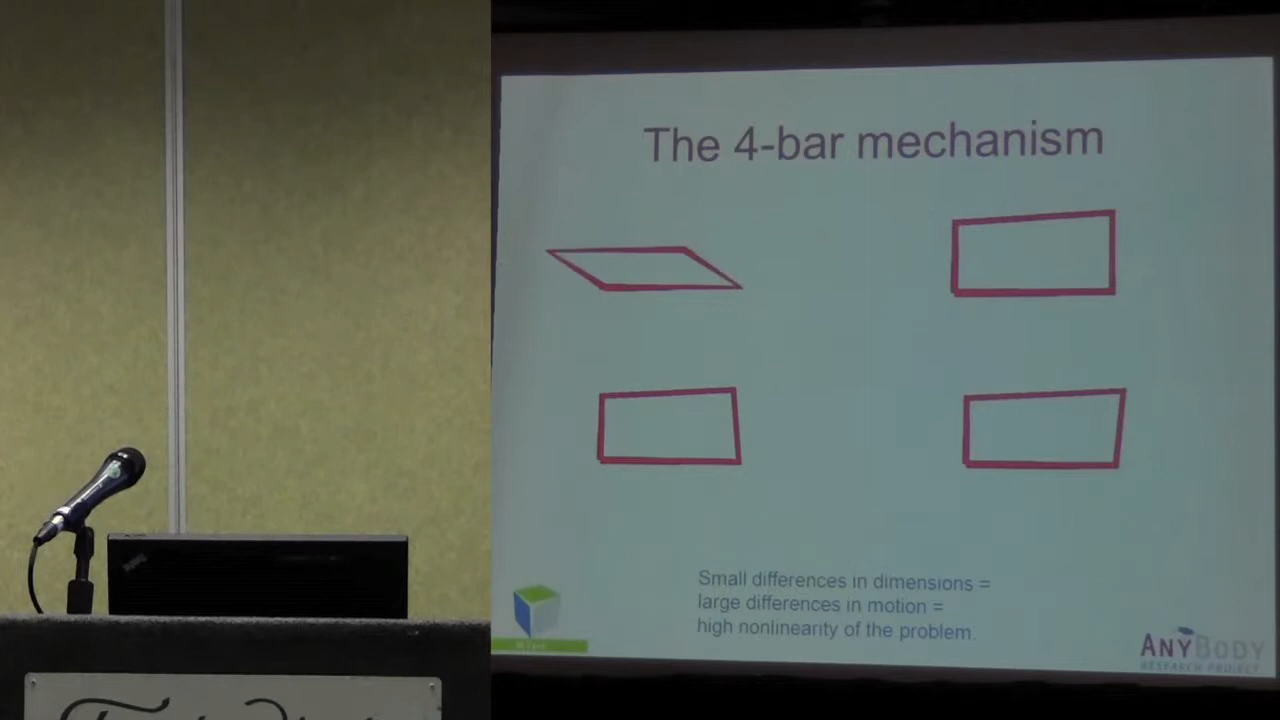 The 4-bar mechanism
Small differences in dimensions =
large differences in motion =
high nonlinearity of the problem.
ANYBODY
RESEARCH PROJECT